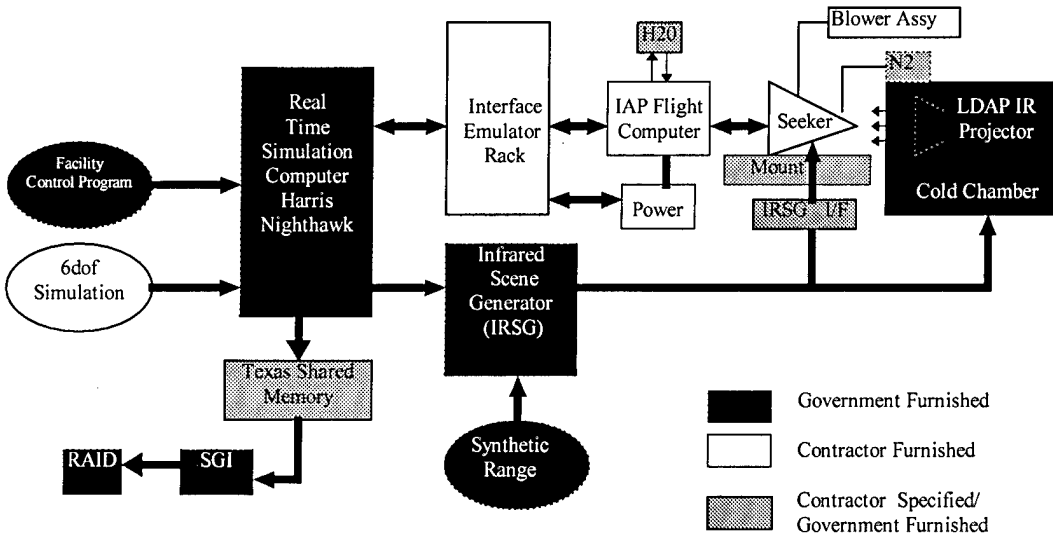 Blower Assy
H20
N2
Real
Time
Simulation
Computer
Harris
Nighthawk
Interface
Emulator
Rack
IAP Flight
Computer
Seeker
LDAP IR
Projector
Cold Chamber
Facility
Control Program
Mount
Power
IRSG I/F
6dof
Simulation
Infrared
Scene
Generator
(IRSG)
Texas Shared
Memory
RAID
SGI
Synthetic
Range
Government Furnished
Contractor Furnished
Contractor Specified/
Government Furnished